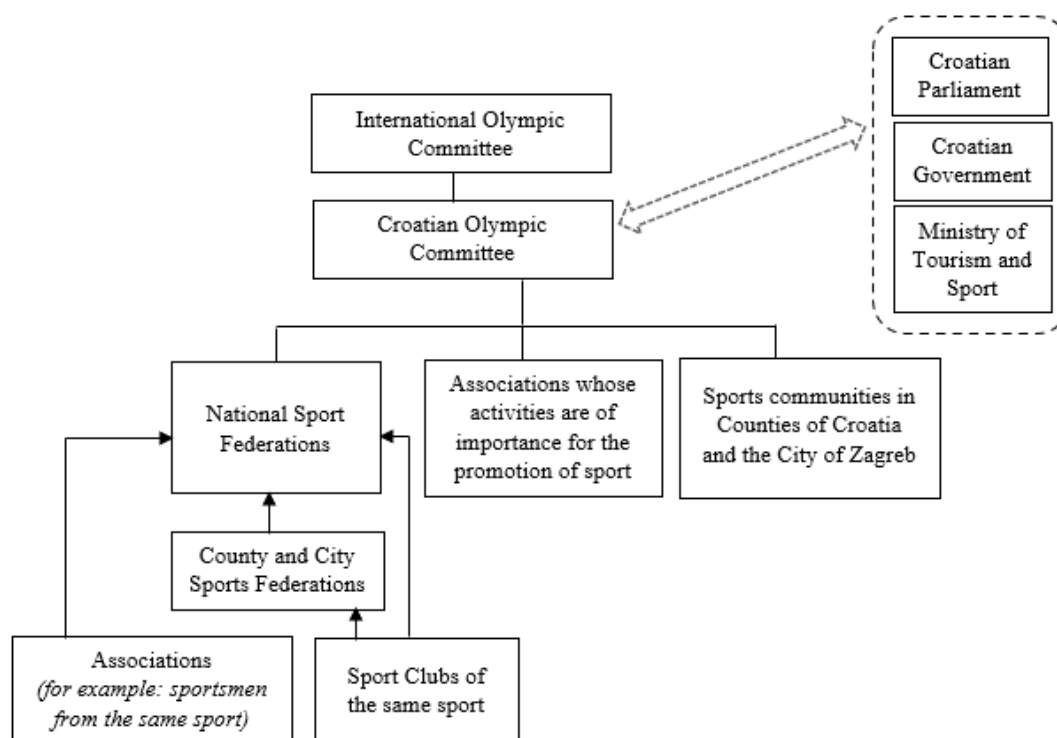 Croatian
Parliament
International Olympic
Committee
Croatian
Government
Croatian Olympic
Committee
Ministry of
Tourism and
Sport
National Sport
Federations
Associations whose
activities are of
importance for the
promotion of sport
Sports communities in
Counties of Croatia
and the City of Zagreb
County and City
Sports Federations
Associations
(for example: sportsmen
from the same sport)
Sport Clubs of
the same sport